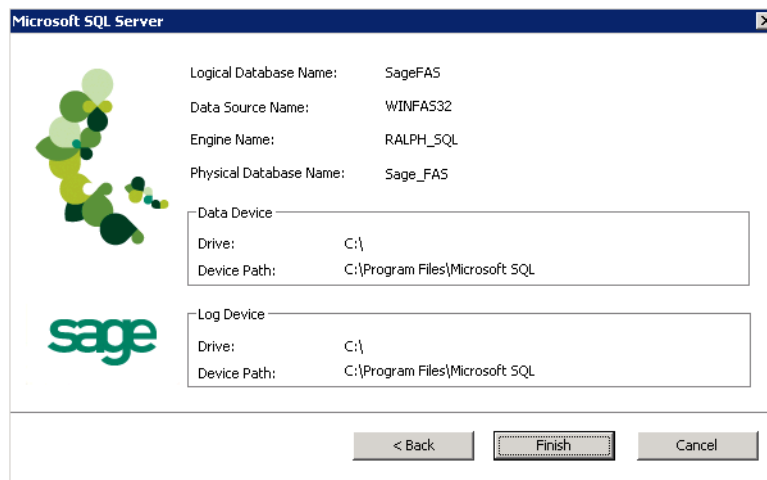 Microsoft SQL Server
Logical Database Name: SageFAS
Data Source Name: WINFAS32
Engine Name: RALPH_SQL
Physical Database Name: Sage_FAS
Data Device
Drive: C:\
Device Path: C:\Program Files\Microsoft SQL
sage
Log Device
Drive: C:\
Device Path: C:\Program Files\Microsoft SQL
< Back Finish Cancel